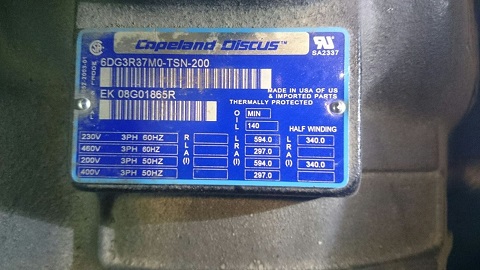 Copeland Discus™
SA2337
6DG3R37M0-TSN-200
MADE IN USA OF US
& IMPORTED PARTS
EK 08G01865R
THERMALLY PROTECTED
OIL
MIN
140
HALF WINDING
230V 3PH 60HZ RLA(I) LRA(I) 594.0 LRA(I) 340.0
460V 3PH 60HZ 297.0
200V 3PH 50HZ 594.0 340.0
400V 3PH 50HZ 297.0